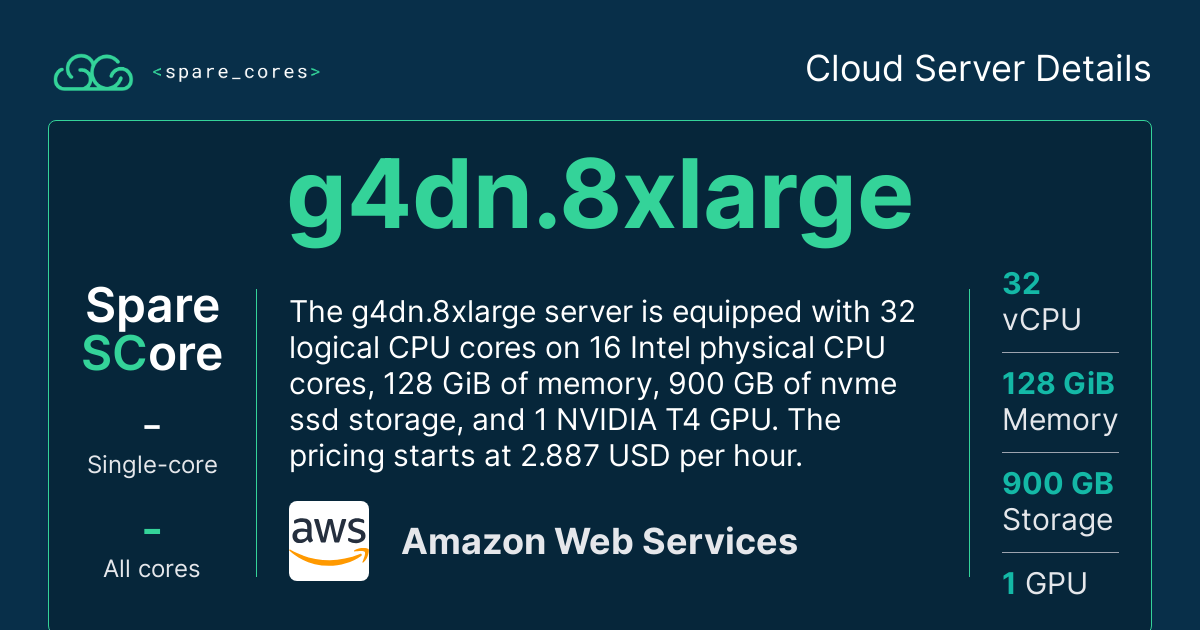 <spare_cores>
Cloud Server Details
g4dn.8xlarge
Spare
SCore
–
Single-core
–
All cores
The g4dn.8xlarge server is equipped with 32
logical CPU cores on 16 Intel physical CPU
cores, 128 GiB of memory, 900 GB of nvme
ssd storage, and 1 NVIDIA T4 GPU. The
pricing starts at 2.887 USD per hour.
aws
Amazon Web Services
32
vCPU
128 GiB
Memory
900 GB
Storage
1 GPU